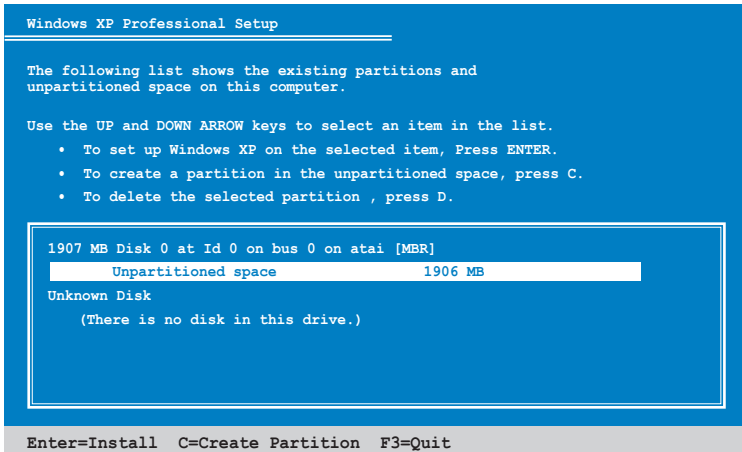 Windows XP Professional Setup
The following list shows the existing partitions and
unpartitioned space on this computer.
Use the UP and DOWN ARROW keys to select an item in the list.
• To set up Windows XP on the selected item, Press ENTER.
• To create a partition in the unpartitioned space, press C.
• To delete the selected partition , press D.
1907 MB Disk 0 at Id 0 on bus 0 on atai [MBR]
Unpartitioned space 1906 MB
Unknown Disk
(There is no disk in this drive.)
Enter=Install C=Create Partition F3=Quit